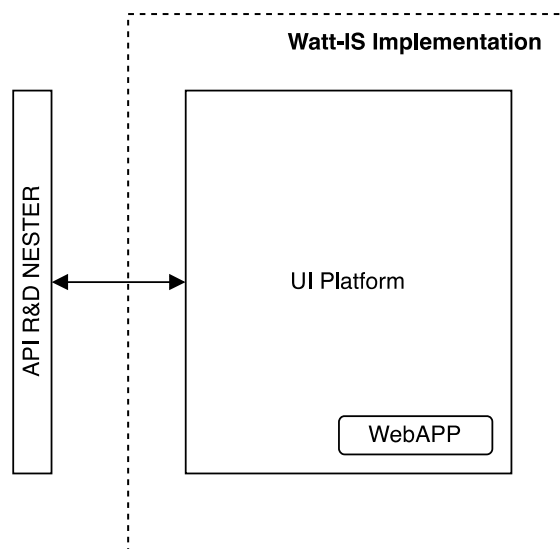 Watt-IS Implementation
API R&D NESTER
UI Platform
WebAPP